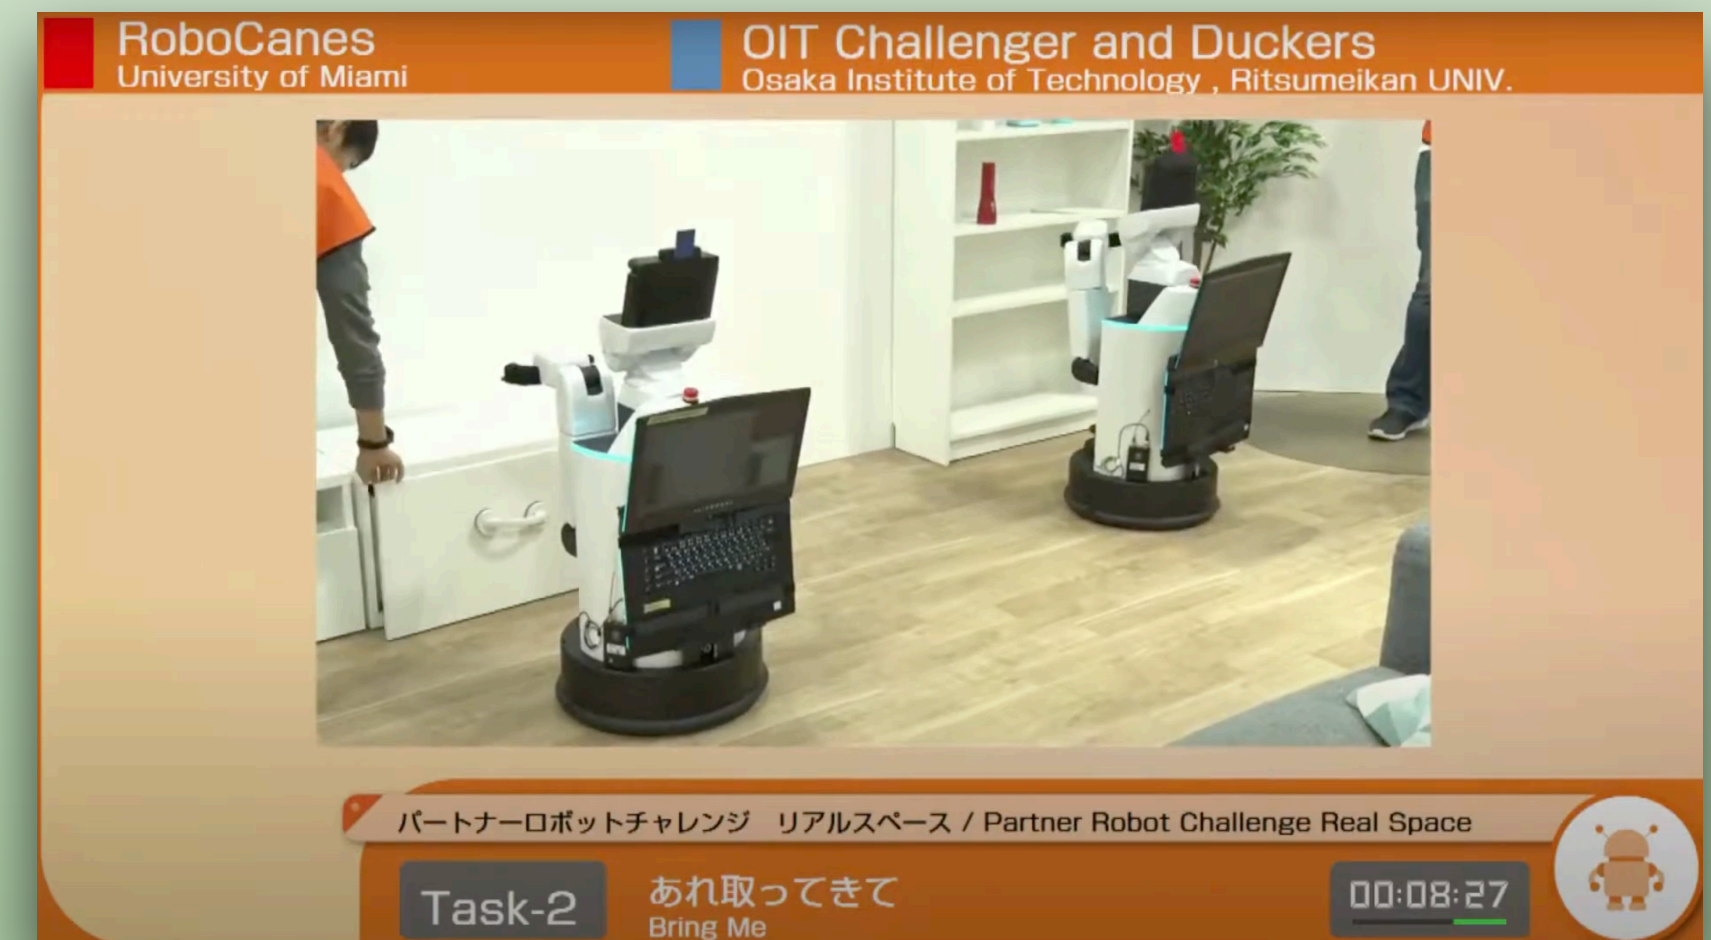 RoboCanes
University of Miami
OIT Challenger and Duckers
Osaka Institute of Technology , Ritsumeikan UNIV.
パートナーロボットチャレンジ リアルスペース / Partner Robot Challenge Real Space
Task-2
あれ取ってきて
Bring Me
00:08:27